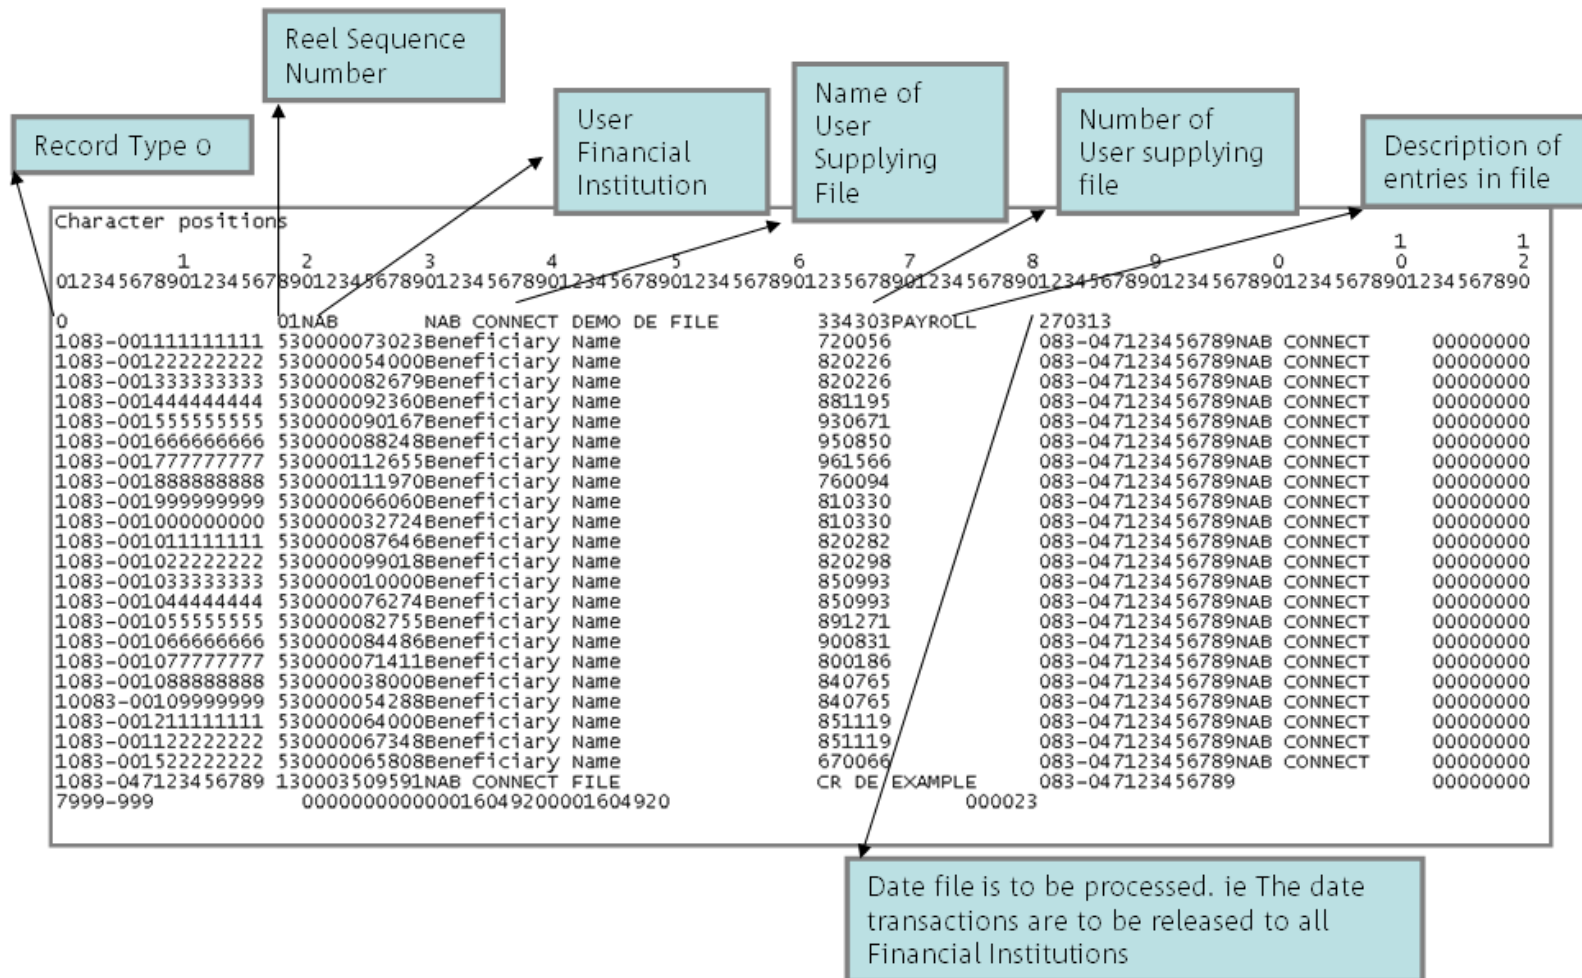 Reel Sequence
Number
Record Type 0
User
Financial
Institution
Name of
User
Supplying
File
Number of
User supplying
file
Description of
entries in file
Character positions
1 1
1 2 3 4 5 6 7 8 9 0 0 2
0123456789012345678901234567890123456789012345678901234567890123567890123456789012345678901234567890123456789012345678901234567890
0 01NAB NAB CONNECT DEMO DE FILE 334303PAYROLL 270313
1083-001111111111 530000073023Beneficiary Name 720056 083-047123456789NAB CONNECT 00000000
1083-001222222222 530000054000Beneficiary Name 820226 083-047123456789NAB CONNECT 00000000
1083-001333333333 530000082679Beneficiary Name 820226 083-047123456789NAB CONNECT 00000000
1083-001444444444 530000092360Beneficiary Name 881195 083-047123456789NAB CONNECT 00000000
1083-001555555555 530000090167Beneficiary Name 930671 083-047123456789NAB CONNECT 00000000
1083-001666666666 530000088248Beneficiary Name 950850 083-047123456789NAB CONNECT 00000000
1083-001777777777 530000112655Beneficiary Name 961566 083-047123456789NAB CONNECT 00000000
1083-001888888888 530000111970Beneficiary Name 760094 083-047123456789NAB CONNECT 00000000
1083-001999999999 530000066060Beneficiary Name 810330 083-047123456789NAB CONNECT 00000000
1083-001000000000 530000032724Beneficiary Name 810330 083-047123456789NAB CONNECT 00000000
1083-001011111111 530000087646Beneficiary Name 820282 083-047123456789NAB CONNECT 00000000
1083-001022222222 530000099018Beneficiary Name 820298 083-047123456789NAB CONNECT 00000000
1083-001033333333 530000010000Beneficiary Name 850993 083-047123456789NAB CONNECT 00000000
1083-001044444444 530000076274Beneficiary Name 850993 083-047123456789NAB CONNECT 00000000
1083-001055555555 530000082755Beneficiary Name 891271 083-047123456789NAB CONNECT 00000000
1083-001066666666 530000084486Beneficiary Name 900831 083-047123456789NAB CONNECT 00000000
1083-001077777777 530000071411Beneficiary Name 800186 083-047123456789NAB CONNECT 00000000
1083-001088888888 530000038000Beneficiary Name 840765 083-047123456789NAB CONNECT 00000000
10083-00109999999 530000054288Beneficiary Name 840765 083-047123456789NAB CONNECT 00000000
1083-001211111111 530000064000Beneficiary Name 851119 083-047123456789NAB CONNECT 00000000
1083-001122222222 530000067348Beneficiary Name 851119 083-047123456789NAB CONNECT 00000000
1083-001522222222 530000065808Beneficiary Name 670066 083-047123456789NAB CONNECT 00000000
1083-047123456789 130003509591NAB CONNECT FILE CR DE EXAMPLE 083-047123456789 00000000
7999-999 000000000000016049200001604920 000023
Date file is to be processed. ie The date
transactions are to be released to all
Financial Institutions